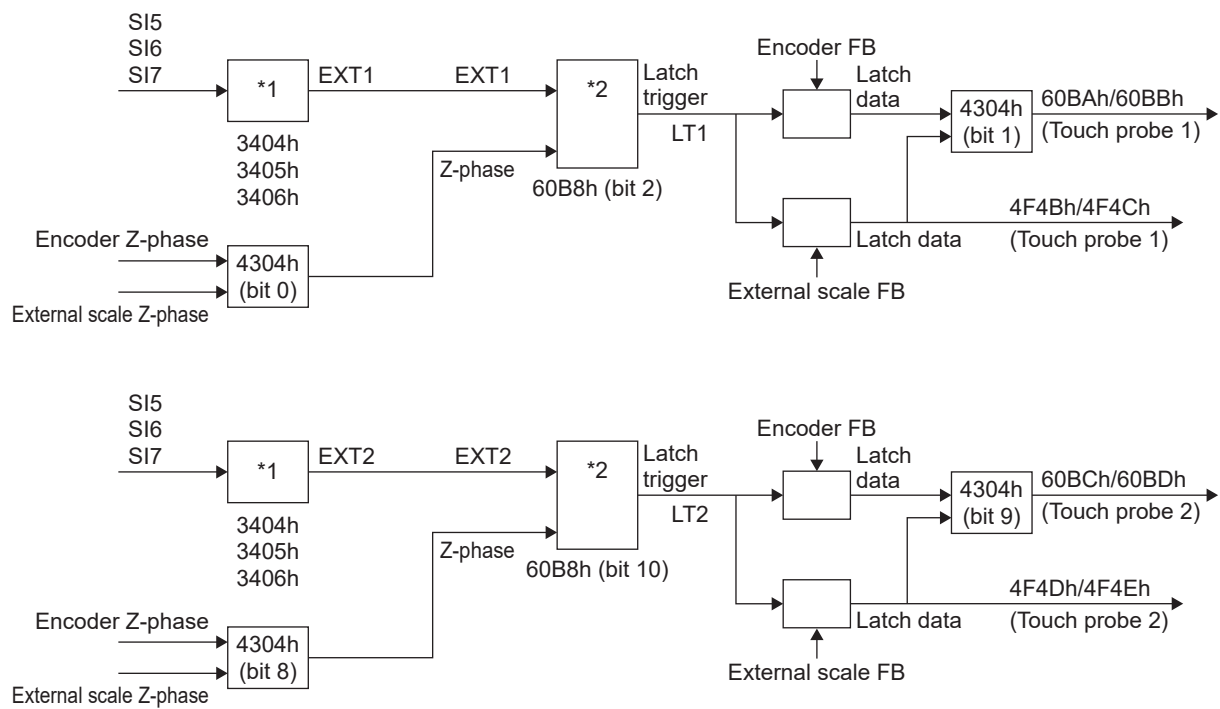 SI5
SI6
SI7
*1
EXT1
EXT1
*2
Latch
trigger
LT1
Encoder FB
Latch
data
4304h
(bit 1)
60BAh/60BBh
(Touch probe 1)
3404h
3405h
3406h
Z-phase
60B8h (bit 2)
Encoder Z-phase
4304h
(bit 0)
External scale Z-phase
Latch data
4F4Bh/4F4Ch
(Touch probe 1)
External scale FB
SI5
SI6
SI7
*1
EXT2
EXT2
*2
Latch
trigger
LT2
Encoder FB
Latch
data
4304h
(bit 9)
60BCh/60BDh
(Touch probe 2)
3404h
3405h
3406h
Z-phase
60B8h (bit 10)
Encoder Z-phase
4304h
(bit 8)
External scale Z-phase
Latch data
4F4Dh/4F4Eh
(Touch probe 2)
External scale FB